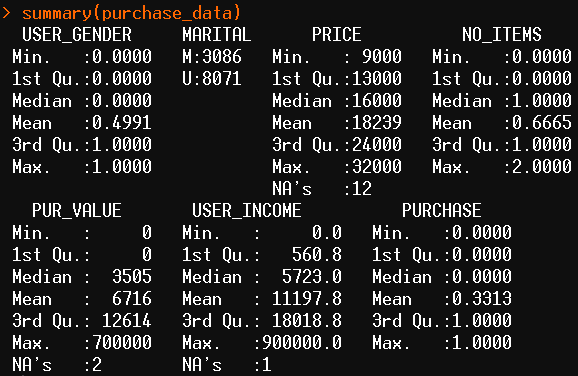 > summary(purchase_data)
USER_GENDER MARITAL PRICE NO_ITEMS
Min. :0.0000 M:3086 Min. : 9000 Min. :0.0000
1st Qu.:0.0000 U:8071 1st Qu.:13000 1st Qu.:0.0000
Median :0.0000 Median :16000 Median :1.0000
Mean :0.4991 Mean :18239 Mean :0.6665
3rd Qu.:1.0000 3rd Qu.:24000 3rd Qu.:1.0000
Max. :1.0000 Max. :32000 Max. :2.0000
NA's :12
PUR_VALUE USER_INCOME PURCHASE
Min. : 0 Min. : 0.0 Min. :0.0000
1st Qu.: 0 1st Qu.: 560.8 1st Qu.:0.0000
Median : 3505 Median : 5723.0 Median :0.0000
Mean : 6716 Mean : 11197.8 Mean :0.3313
3rd Qu.: 12614 3rd Qu.: 18018.8 3rd Qu.:1.0000
Max. :700000 Max. :900000.0 Max. :1.0000
NA's :2 NA's :1